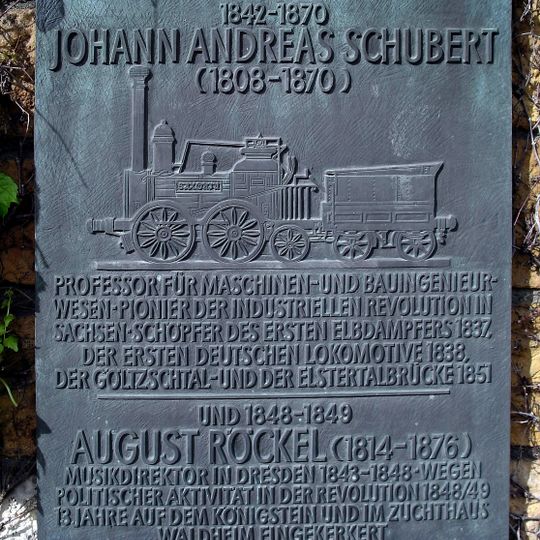 1842-1870
JOHANN ANDREAS SCHUBERT
(1808-1870)
SAXONIA
PROFESSOR FÜR MASCHINEN-UND BAUINGENIEUR-
WESEN·PIONIER DER INDUSTRIELLEN REVOLUTION IN
SACHSEN·SCHÖPFER DES ERSTEN ELBDAMPFERS 1837,
DER ERSTEN DEUTSCHEN LOKOMOTIVE 1838,
DER GÖLTZSCHTAL-UND DER ELSTERTALBRÜCKE 1851
UND 1848-1849
AUGUST RÖCKEL (1814-1876)
MUSIKDIREKTOR IN DRESDEN 1843-1848·WEGEN
POLITISCHER AKTIVITÄT IN DER REVOLUTION 1848/49
13 JAHRE AUF DEM KÖNIGSTEIN UND IM ZUCHTHAUS
WALDHEIM EINGEKERKERT